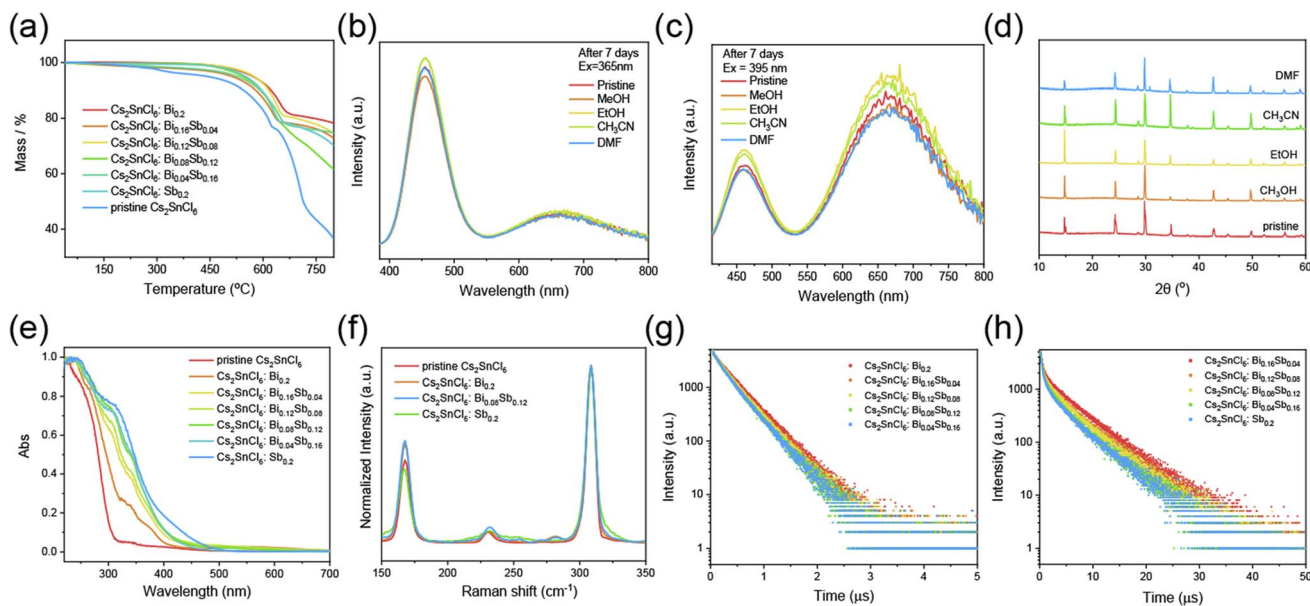 (a)
Mass / %
100
80
60
40
Cs₂SnCl₆: Bi₀.₂
Cs₂SnCl₆: Bi₀.₁₆Sb₀.₀₄
Cs₂SnCl₆: Bi₀.₁₂Sb₀.₀₈
Cs₂SnCl₆: Bi₀.₀₈Sb₀.₁₂
Cs₂SnCl₆: Bi₀.₀₄Sb₀.₁₆
Cs₂SnCl₆: Sb₀.₂
pristine Cs₂SnCl₆
150 300 450 600 750
Temperature (ºC)
(b)
Intensity (a.u.)
After 7 days
Ex=365nm
Pristine
MeOH
EtOH
CH₃CN
DMF
400 500 600 700 800
Wavelength (nm)
(c)
Intensity (a.u.)
After 7 days
Ex = 395 nm
Pristine
MeOH
EtOH
CH₃CN
DMF
450 500 550 600 650 700 750 800
Wavelength (nm)
(d)
DMF
CH₃CN
EtOH
CH₃OH
pristine
10 20 30 40 50 60
2θ (º)
(e)
Abs
1.0
0.8
0.6
0.4
0.2
0.0
pristine Cs₂SnCl₆
Cs₂SnCl₆: Bi₀.₂
Cs₂SnCl₆: Bi₀.₁₆Sb₀.₀₄
Cs₂SnCl₆: Bi₀.₁₂Sb₀.₀₈
Cs₂SnCl₆: Bi₀.₀₈Sb₀.₁₂
Cs₂SnCl₆: Bi₀.₀₄Sb₀.₁₆
Cs₂SnCl₆: Sb₀.₂
300 400 500 600 700
Wavelength (nm)
(f)
Normalized Intensity (a.u.)
pristine Cs₂SnCl₆
Cs₂SnCl₆: Bi₀.₂
Cs₂SnCl₆: Bi₀.₀₈Sb₀.₁₂
Cs₂SnCl₆: Sb₀.₂
150 200 250 300 350
Raman shift (cm⁻¹)
(g)
Intensity (a.u.)
1000
100
10
1
Cs₂SnCl₆: Bi₀.₂
Cs₂SnCl₆: Bi₀.₁₆Sb₀.₀₄
Cs₂SnCl₆: Bi₀.₁₂Sb₀.₀₈
Cs₂SnCl₆: Bi₀.₀₈Sb₀.₁₂
Cs₂SnCl₆: Bi₀.₀₄Sb₀.₁₆
0 1 2 3 4 5
Time (μs)
(h)
Intensity (a.u.)
1000
100
10
1
Cs₂SnCl₆: Bi₀.₁₆Sb₀.₀₄
Cs₂SnCl₆: Bi₀.₁₂Sb₀.₀₈
Cs₂SnCl₆: Bi₀.₀₈Sb₀.₁₂
Cs₂SnCl₆: Bi₀.₀₄Sb₀.₁₆
Cs₂SnCl₆: Sb₀.₂
0 10 20 30 40 50
Time (μs)